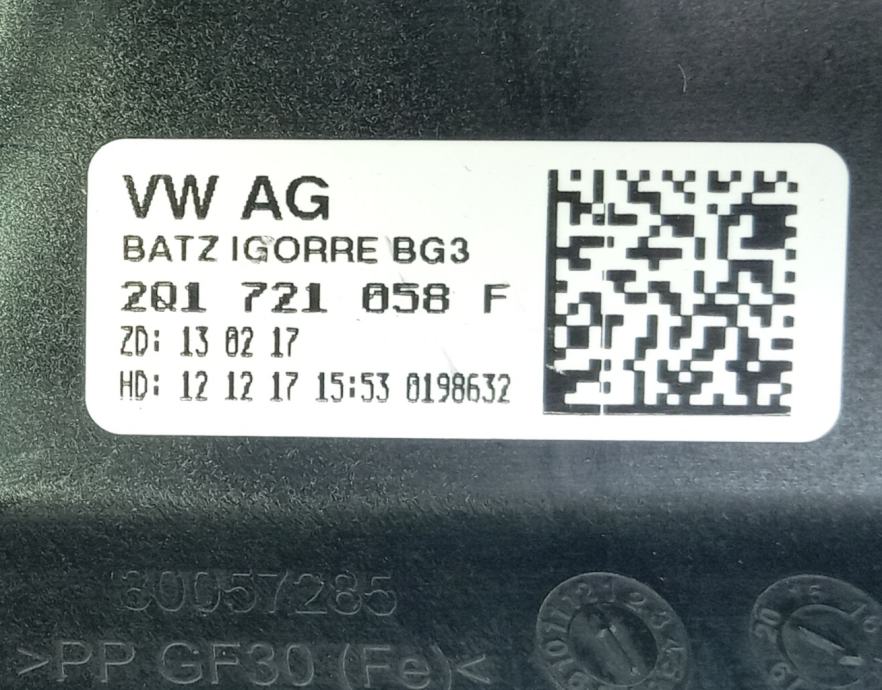 VW AG
BATZ IGORRE BG3
2Q1 721 058 F
ZD: 13 02 17
HD: 12 12 17 15:53 0198632
30057285
>PP GF30 (Fe)<